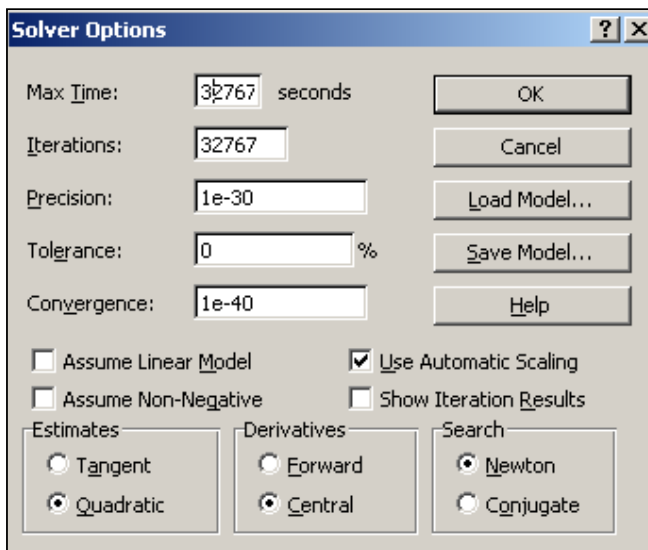 Solver Options
Max Time: 32767 seconds OK
Iterations: 32767 Cancel
Precision: 1e-30 Load Model...
Tolerance: 0 % Save Model...
Convergence: 1e-40 Help
Assume Linear Model Use Automatic Scaling
Assume Non-Negative Show Iteration Results
Estimates Derivatives Search
Tangent Forward Newton
Quadratic Central Conjugate